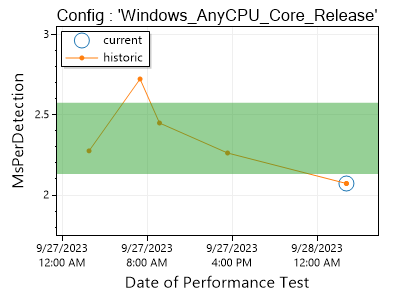 Config : 'Windows_AnyCPU_Core_Release'
current
historic
3
2.5
2
MsPerDetection
9/27/2023 9/27/2023 9/27/2023 9/28/2023
12:00 AM 8:00 AM 4:00 PM 12:00 AM
Date of Performance Test